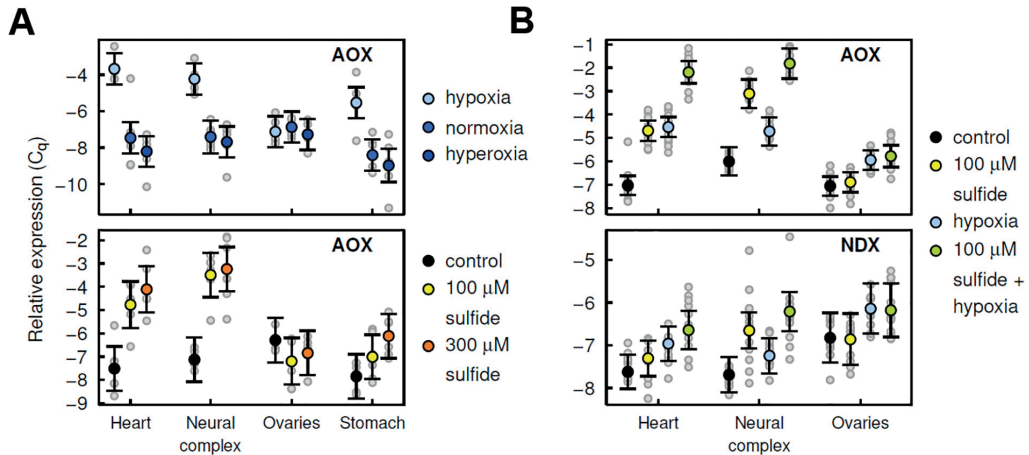 A
B
Relative expression (Cq)
AOX
−4
−6
−8
−10
hypoxia
normoxia
hyperoxia
AOX
−2
−3
−4
−5
−6
−7
−8
−9
control
100 µM
sulfide
300 µM
sulfide
Heart
Neural
complex
Ovaries
Stomach
AOX
−1
−2
−3
−4
−5
−6
−7
−8
NDX
−5
−6
−7
−8
Heart
Neural
complex
Ovaries
control
100 µM
sulfide
hypoxia
100 µM
sulfide +
hypoxia